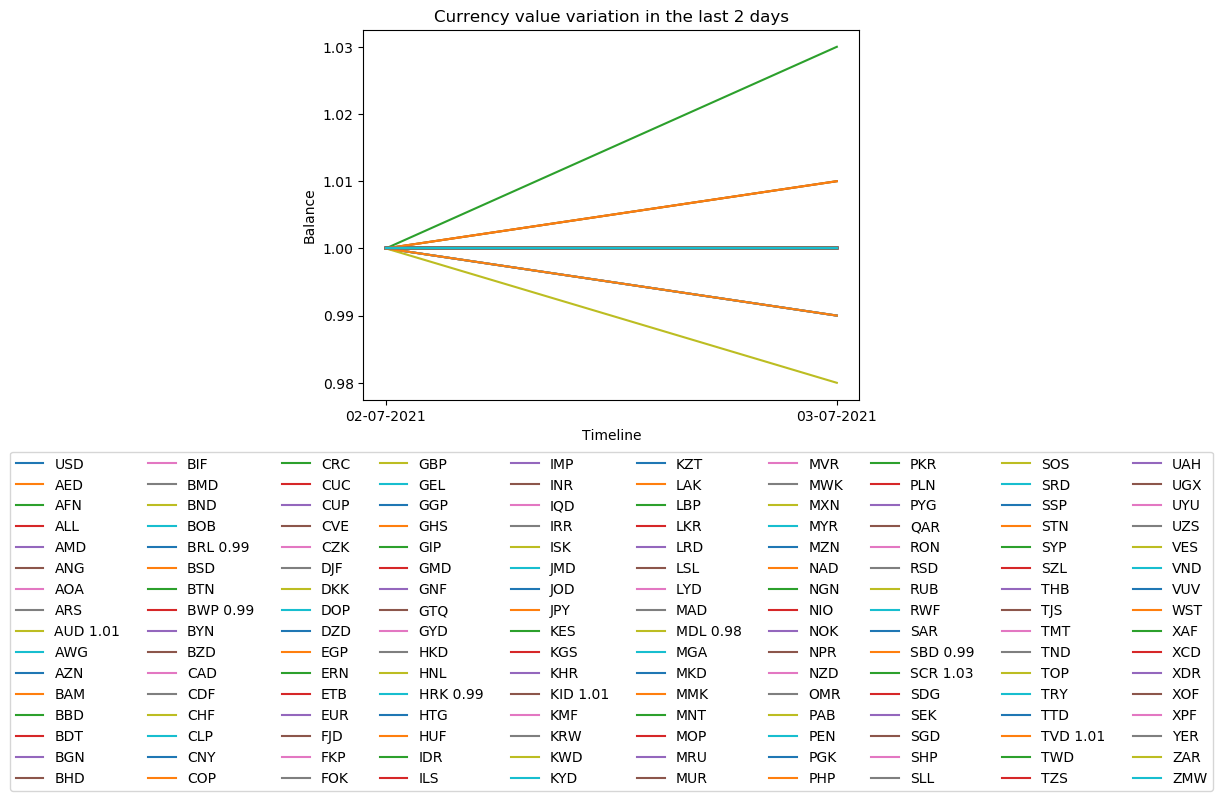 Currency value variation in the last 2 days
1.03
1.02
1.01
1.00
0.99
0.98
Balance
02-07-2021 03-07-2021
Timeline
USD
AED
AFN
ALL
AMD
ANG
AOA
ARS
AUD 1.01
AWG
AZN
BAM
BBD
BDT
BGN
BHD
BIF
BMD
BND
BOB
BRL 0.99
BSD
BTN
BWP 0.99
BYN
BZD
CAD
CDF
CHF
CLP
CNY
COP
CRC
CUC
CUP
CVE
CZK
DJF
DKK
DOP
DZD
EGP
ERN
ETB
EUR
FJD
FKP
FOK
GBP
GEL
GGP
GHS
GIP
GMD
GNF
GTQ
GYD
HKD
HNL
HRK 0.99
HTG
HUF
IDR
ILS
IMP
INR
IQD
IRR
ISK
JMD
JOD
JPY
KES
KGS
KHR
KID 1.01
KMF
KRW
KWD
KYD
KZT
LAK
LBP
LKR
LRD
LSL
LYD
MAD
MDL 0.98
MGA
MKD
MMK
MNT
MOP
MRU
MUR
MVR
MWK
MXN
MYR
MZN
NAD
NGN
NIO
NOK
NPR
NZD
OMR
PAB
PEN
PGK
PHP
PKR
PLN
PYG
QAR
RON
RSD
RUB
RWF
SAR
SBD 0.99
SCR 1.03
SDG
SEK
SGD
SHP
SLL
SOS
SRD
SSP
STN
SYP
SZL
THB
TJS
TMT
TND
TOP
TRY
TTD
TVD 1.01
TWD
TZS
UAH
UGX
UYU
UZS
VES
VND
VUV
WST
XAF
XCD
XDR
XOF
XPF
YER
ZAR
ZMW